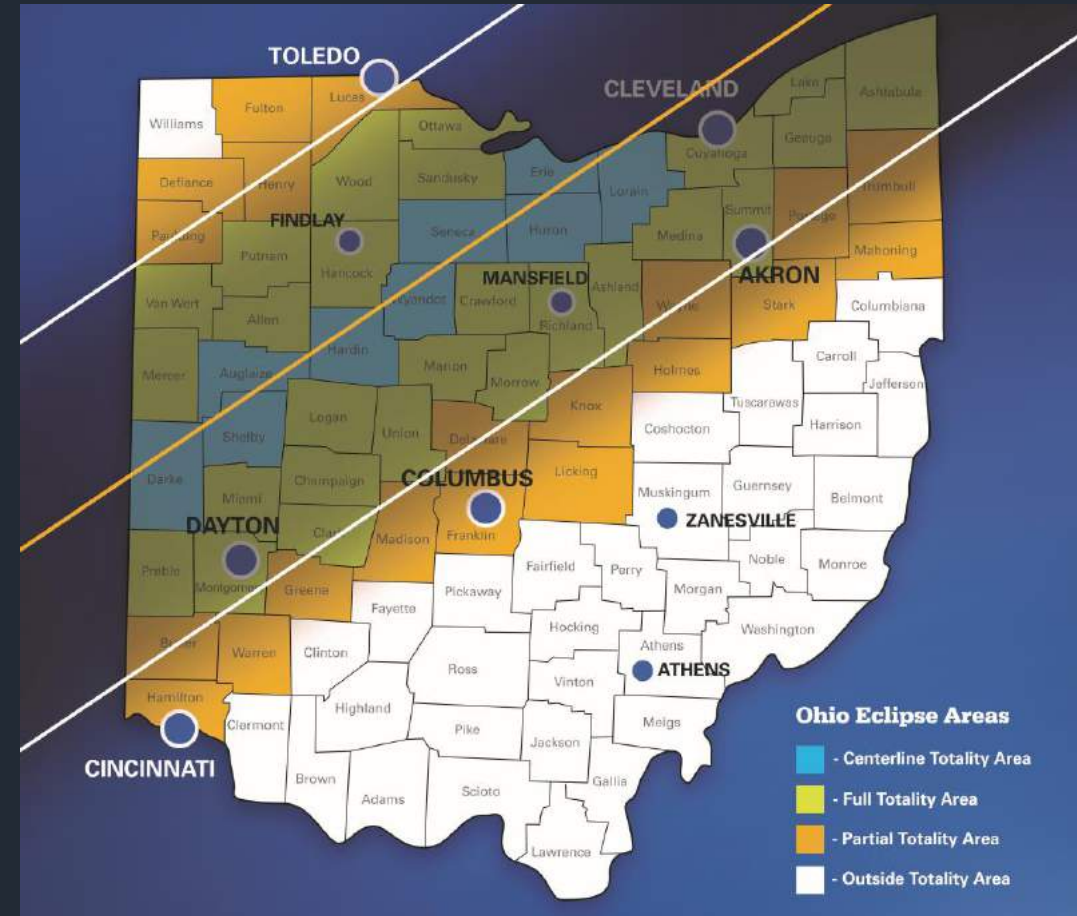 TOLEDO
CLEVELAND
Lake
Ashtabula
Williams
Fulton
Lucas
Ottawa
Geauga
Cuyahoga
Defiance
Henry
Wood
Sandusky
Erie
Lorain
Trumbull
Summit
Portage
Paulding
FINDLAY
Seneca
Huron
Medina
Mahoning
Putnam
Hancock
MANSFIELD
AKRON
Van Wert
Allen
Wyandot
Crawford
Richland
Ashland
Wayne
Stark
Columbiana
Hardin
Carroll
Mercer
Auglaize
Marion
Morrow
Holmes
Jefferson
Logan
Union
Knox
Tuscarawas
Harrison
Shelby
Delaware
Coshocton
Darke
Champaign
COLUMBUS
Licking
Muskingum
Guernsey
Belmont
Miami
DAYTON
Clark
Madison
Franklin
ZANESVILLE
Preble
Montgomery
Greene
Fairfield
Perry
Noble
Monroe
Fayette
Pickaway
Morgan
Butler
Warren
Clinton
Hocking
Athens
Washington
Ross
Vinton
ATHENS
Hamilton
Highland
Clermont
Pike
Jackson
Meigs
CINCINNATI
Brown
Adams
Scioto
Gallia
Lawrence
Ohio Eclipse Areas
- Centerline Totality Area
- Full Totality Area
- Partial Totality Area
- Outside Totality Area